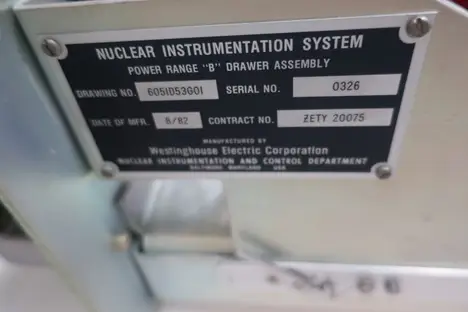 NUCLEAR INSTRUMENTATION SYSTEM
POWER RANGE "B" DRAWER ASSEMBLY
DRAWING NO. 6051D53G01 SERIAL NO. 0326
DATE OF MFR. 8/82 CONTRACT NO. ZETY 20075
MANUFACTURED BY
Westinghouse Electric Corporation
NUCLEAR INSTRUMENTATION AND CONTROL DEPARTMENT
BALTIMORE MARYLAND USA